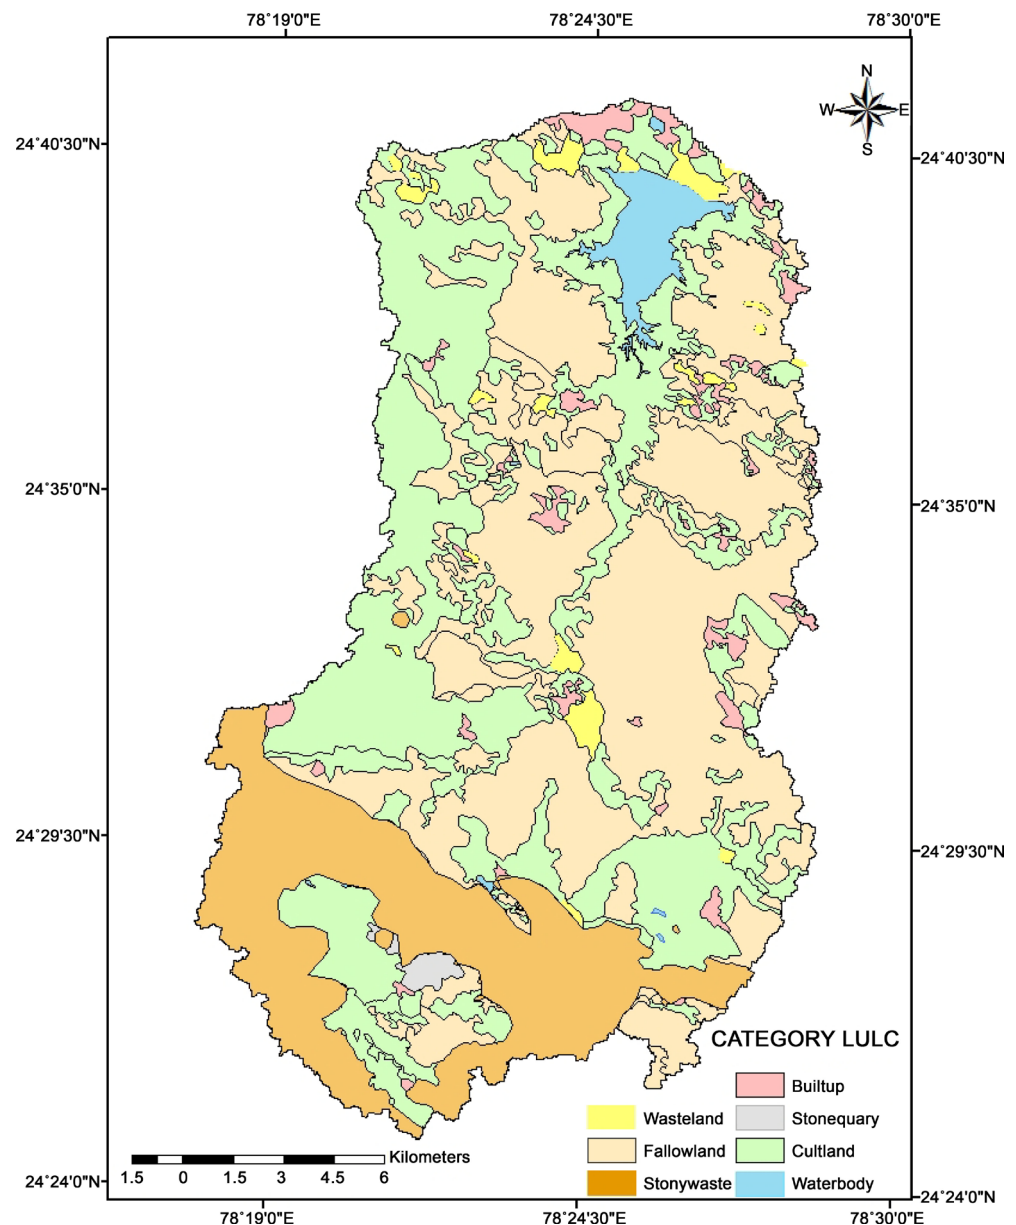 78°19'0"E 78°24'30"E 78°30'0"E
N
W E
S
24°40'30"N 24°40'30"N
24°35'0"N 24°35'0"N
24°29'30"N 24°29'30"N
CATEGORY LULC
Builtup
Wasteland Stonequary
Fallowland Cultland
Stonywaste Waterbody
Kilometers
1.5 0 1.5 3 4.5 6
24°24'0"N 24°24'0"N
78°19'0"E 78°24'30"E 78°30'0"E